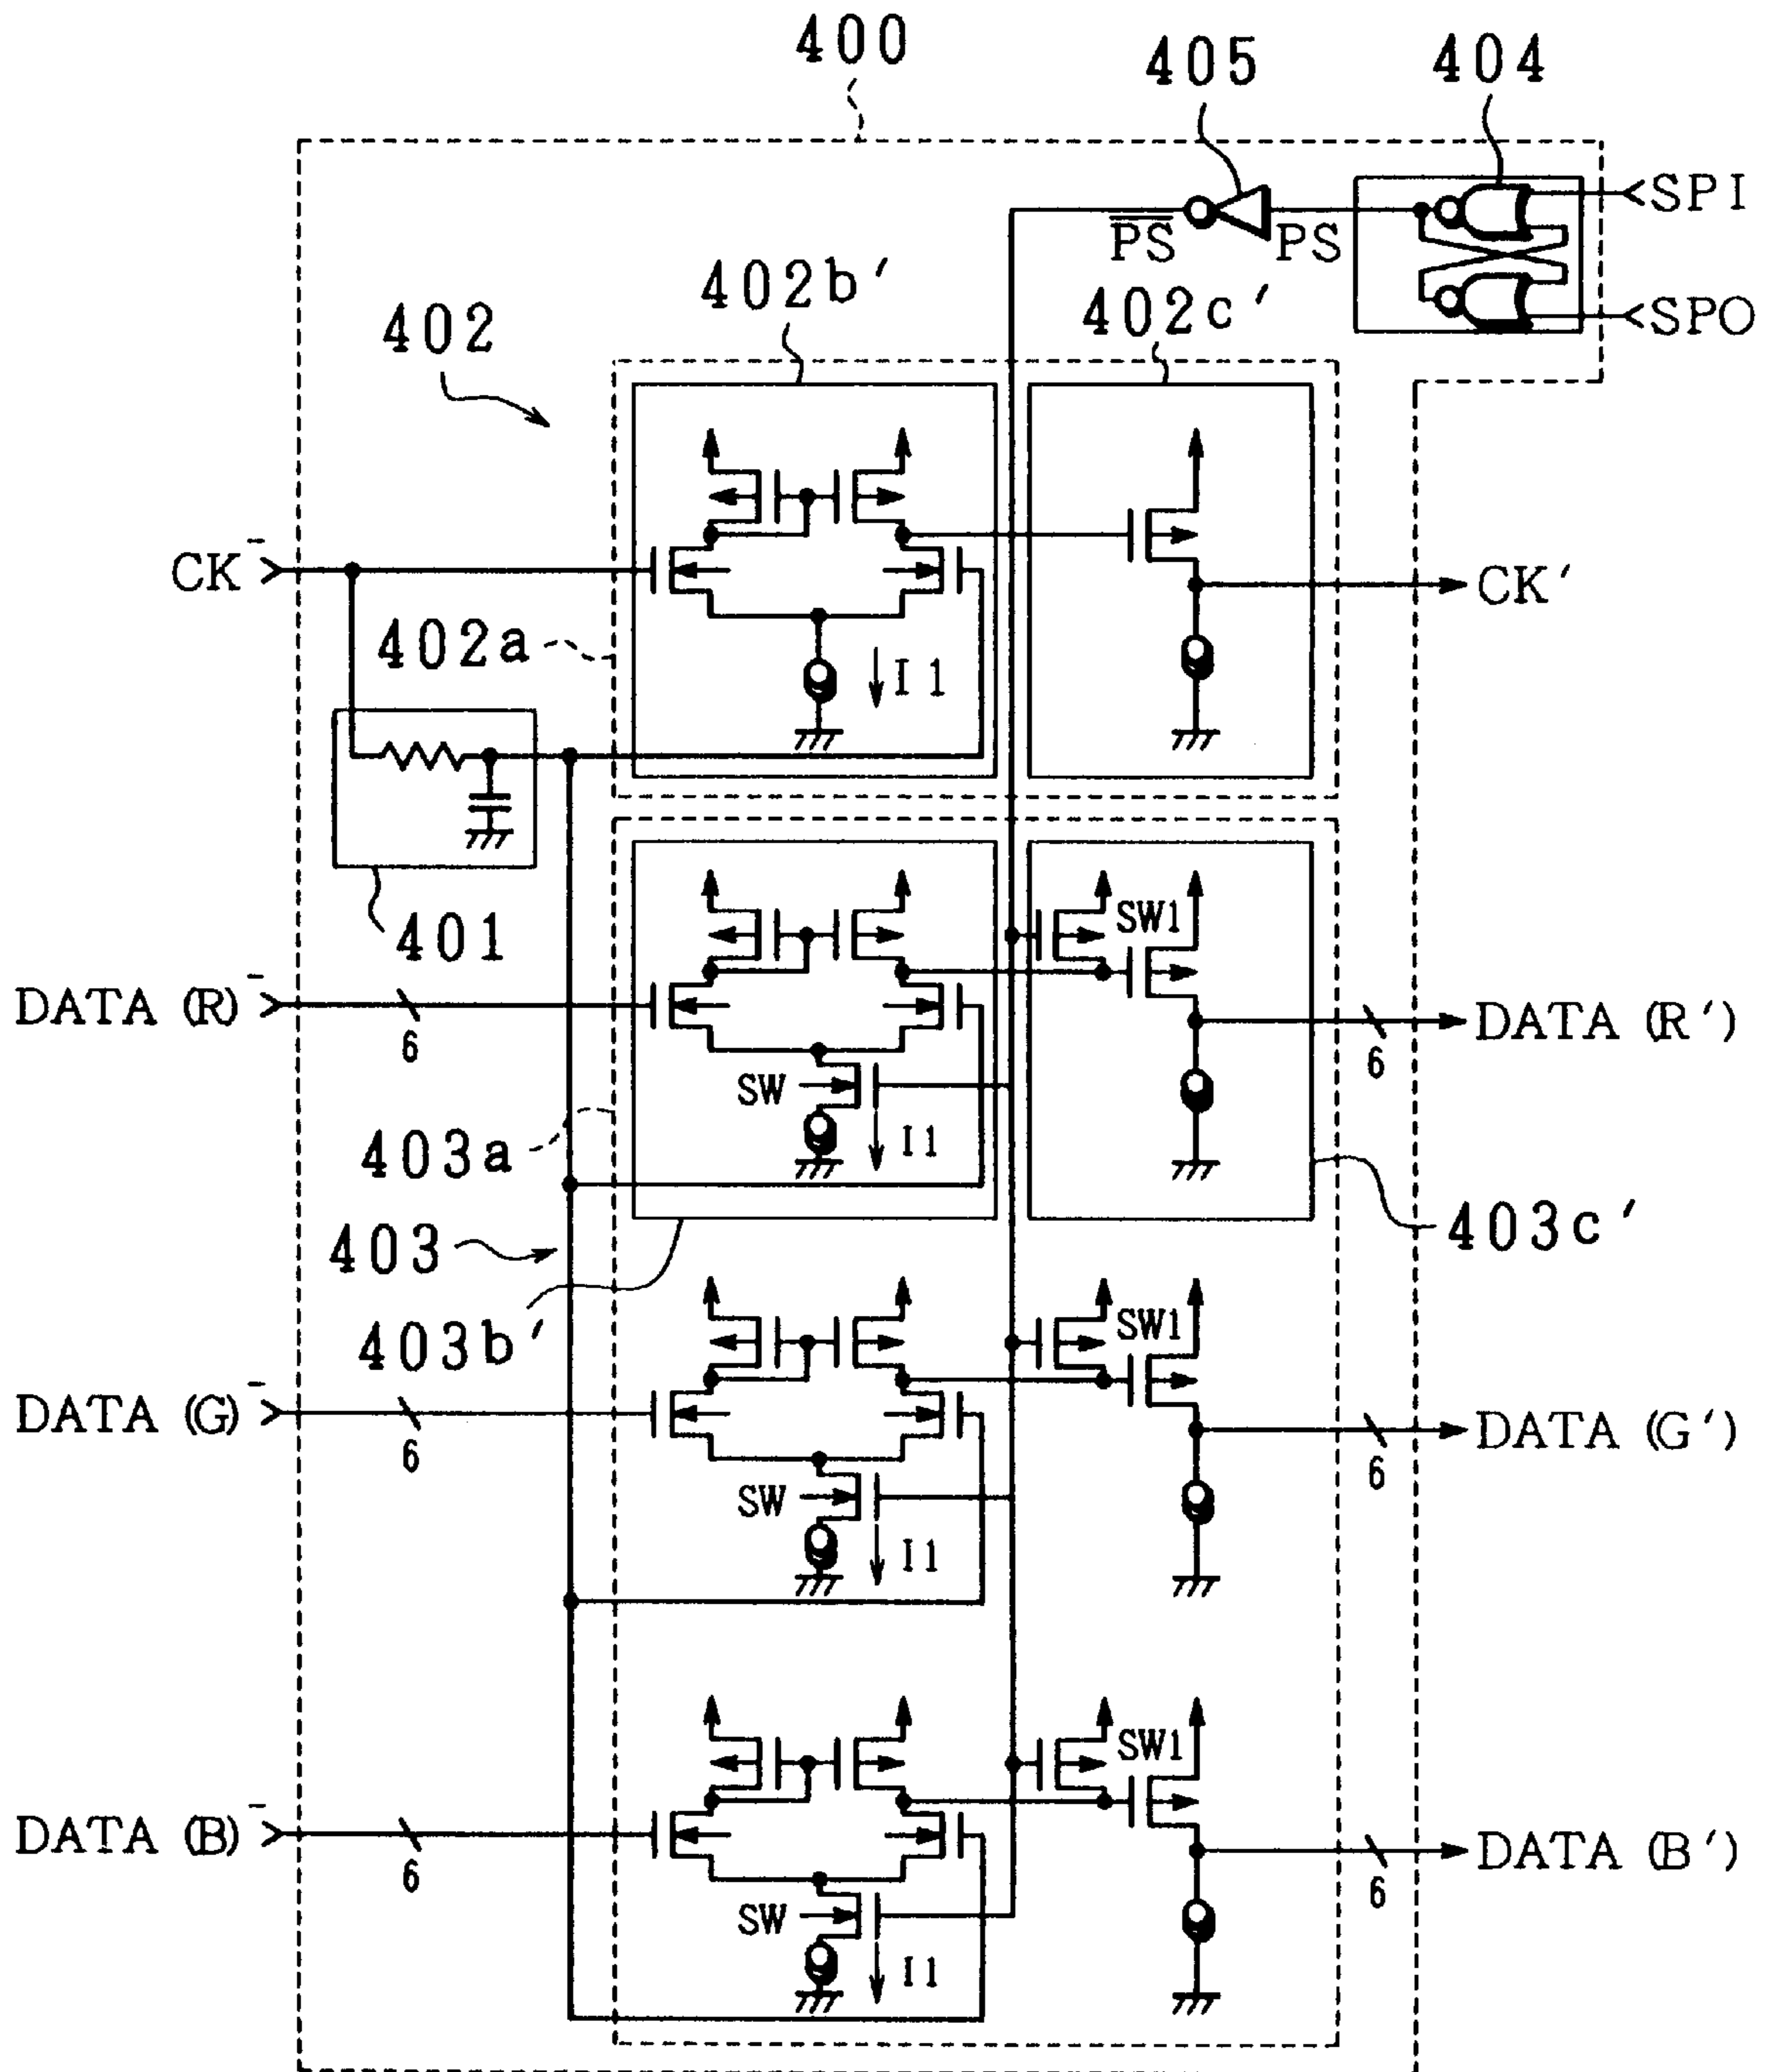 400
405
404
SPI
PS
PS
SPO
402b'
402c'
402
CK
CK'
402a
I1
401
SW1
DATA (R)
6
6
DATA (R')
SW
I1
403a
403
403c'
403b'
SW1
DATA (G)
6
6
DATA (G')
SW
I1
SW1
DATA (B)
6
6
DATA (B')
SW
I1